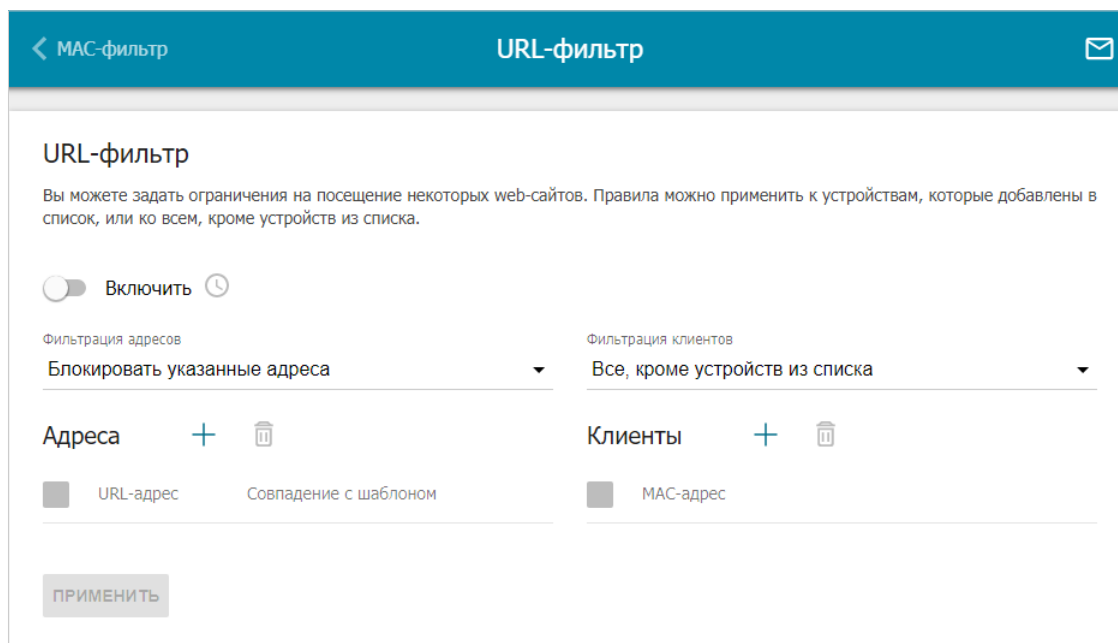 МАС-фильтр
URL-фильтр
URL-фильтр
Вы можете задать ограничения на посещение некоторых web-сайтов. Правила можно применить к устройствам, которые добавлены в
список, или ко всем, кроме устройств из списка.
Включить
Фильтрация адресов
Фильтрация клиентов
Блокировать указанные адреса
Все, кроме устройств из списка
Адреса
Клиенты
URL-адрес
Совпадение с шаблоном
МАС-адрес
ПРИМЕНИТЬ